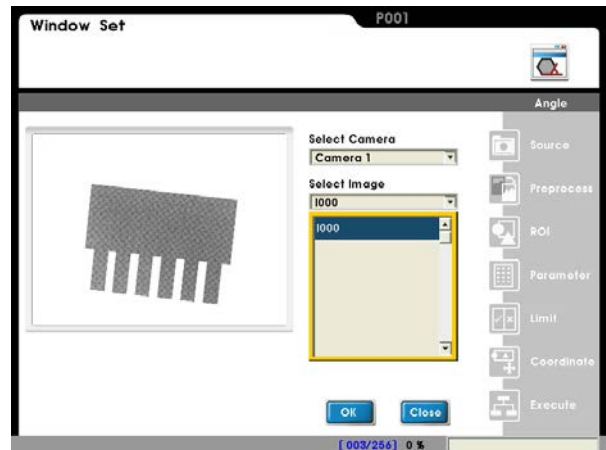 Window Set
P001
Angle
Select Camera
Camera 1
Select Image
I000
I000
Source
Preprocess
ROI
Parameter
Limit
Coordinate
Execute
OK
Close
[003/256] 0 %